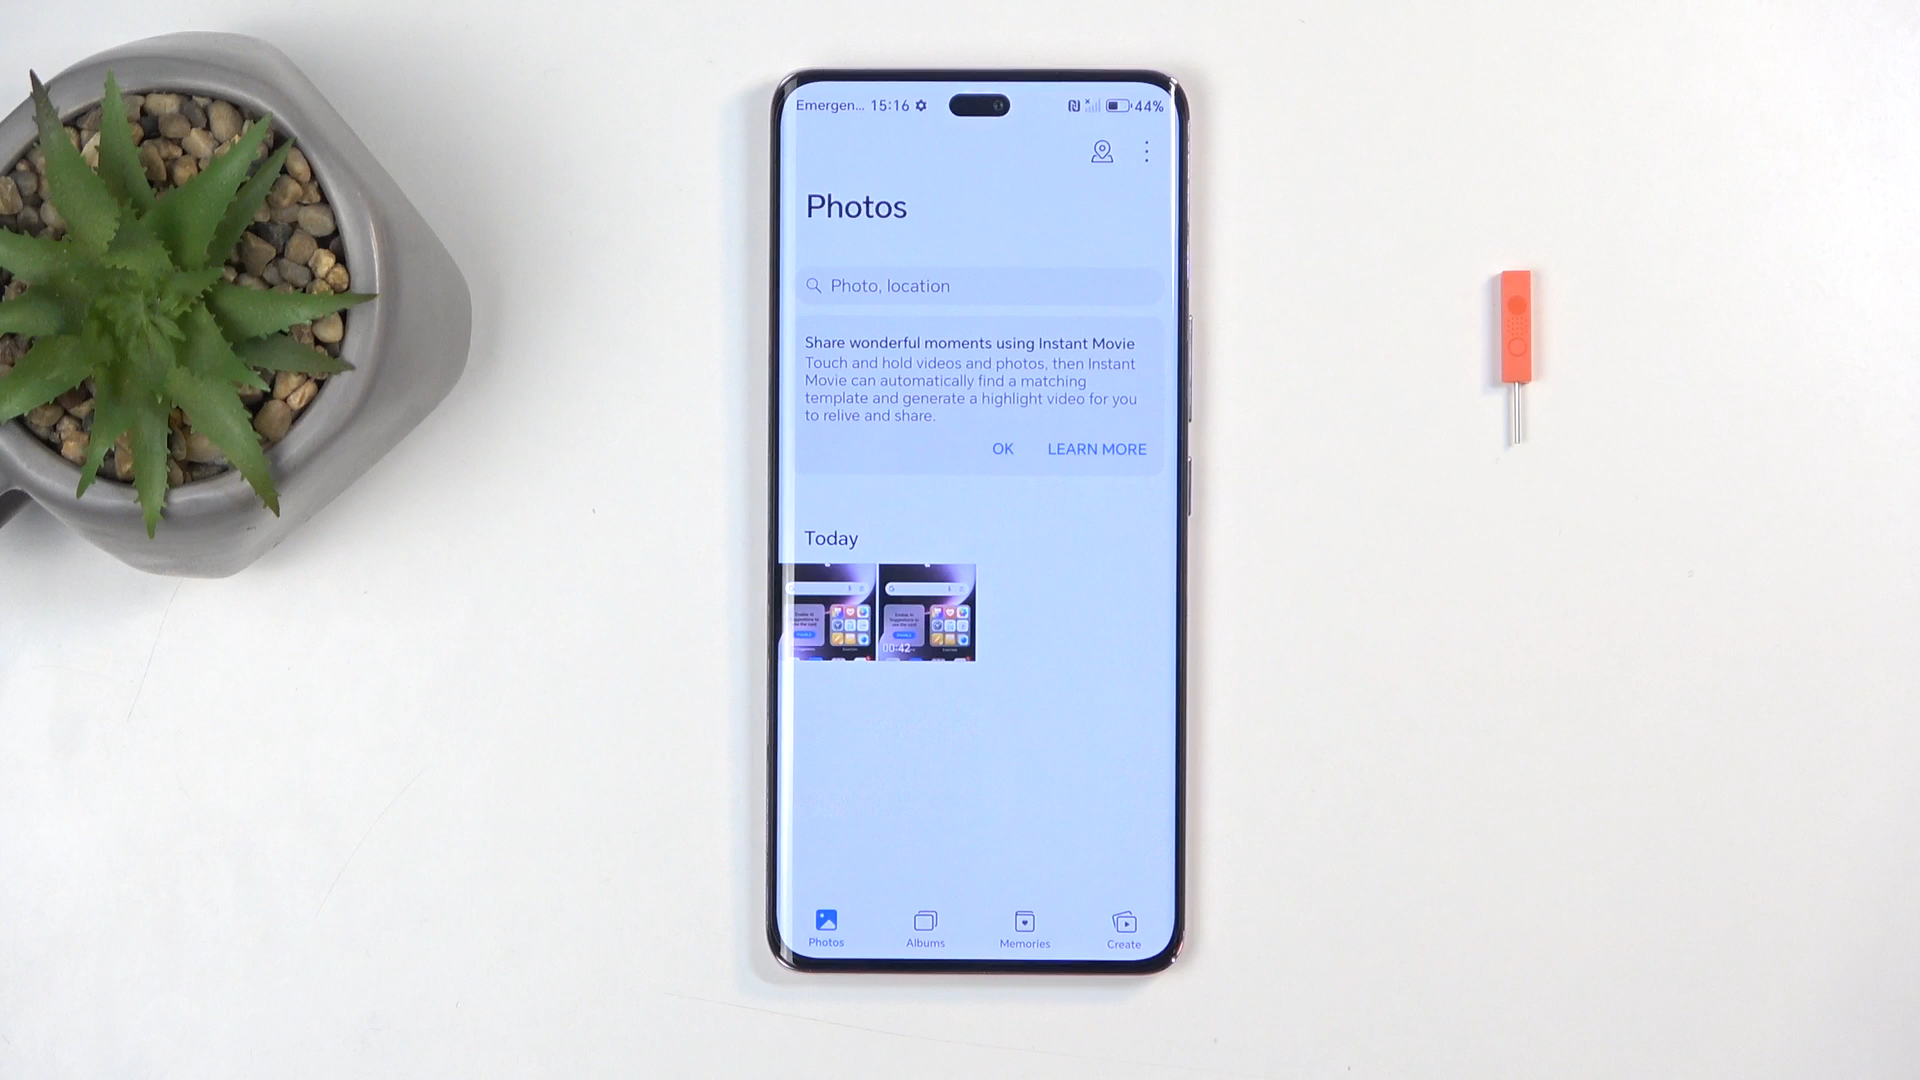 Emergen... 15:16 44%
Photos
Photo, location
Share wonderful moments using Instant Movie
Touch and hold videos and photos, then Instant
Movie can automatically find a matching
template and generate a highlight video for you
to relive and share.
OK LEARN MORE
Today
00:42
Photos Albums Memories Create